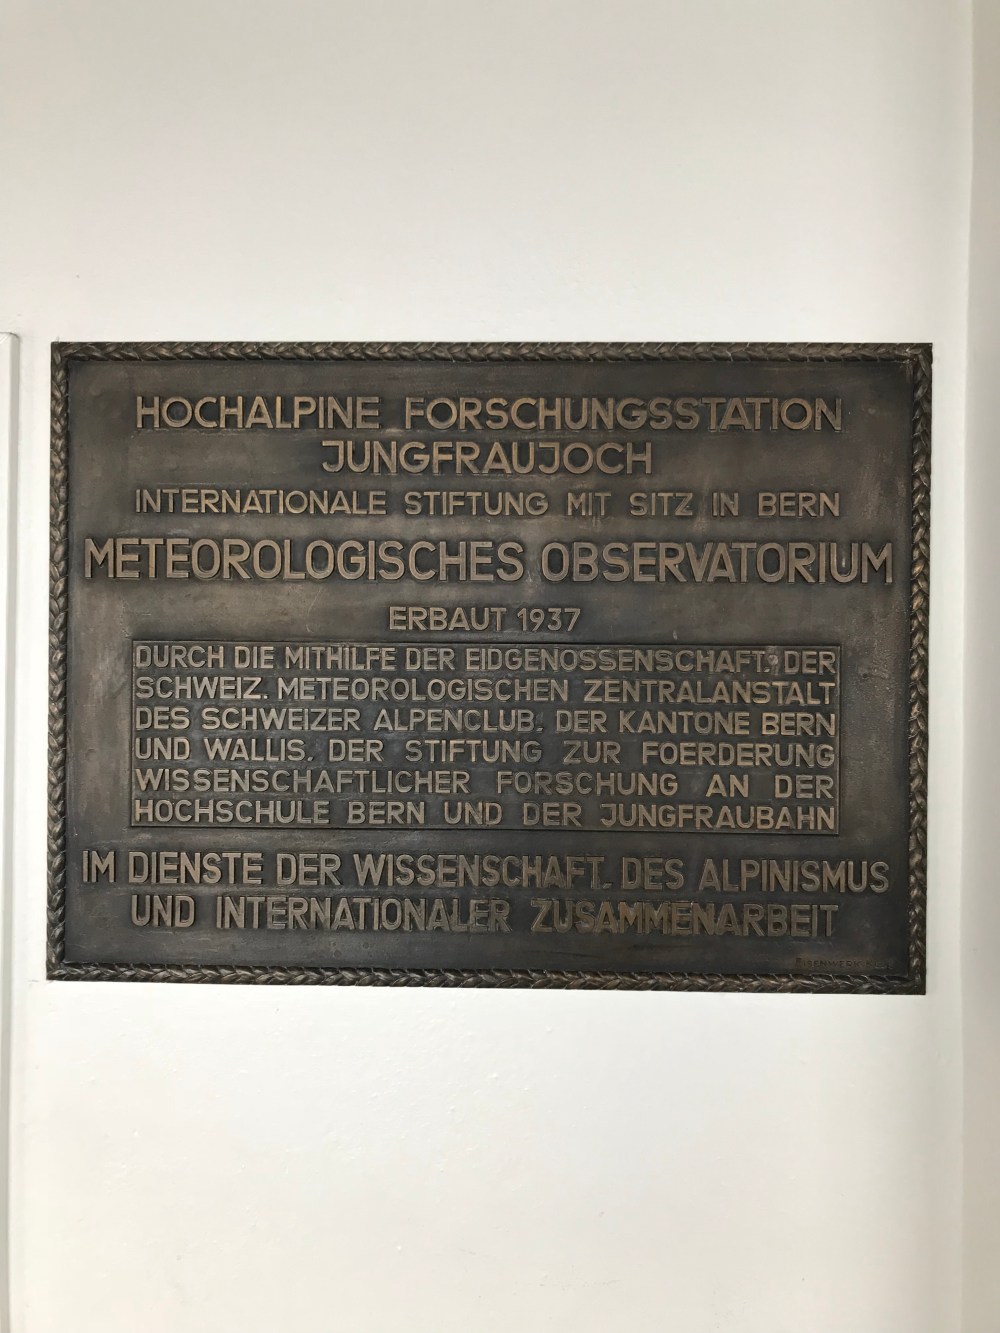 HOCHALPINE FORSCHUNGSSTATION
JUNGFRAUJOCH
INTERNATIONALE STIFTUNG MIT SITZ IN BERN
METEOROLOGISCHES OBSERVATORIUM
ERBAUT 1937
DURCH DIE MITHILFE DER EIDGENOSSENSCHAFT, DER
SCHWEIZ. METEOROLOGISCHEN ZENTRALANSTALT
DES SCHWEIZER ALPENCLUB, DER KANTONE BERN
UND WALLIS, DER STIFTUNG ZUR FOERDERUNG
WISSENSCHAFTLICHER FORSCHUNG AN DER
HOCHSCHULE BERN UND DER JUNGFRAUBAHN
IM DIENSTE DER WISSENSCHAFT, DES ALPINISMUS
UND INTERNATIONALER ZUSAMMENARBEIT
EISENWERK